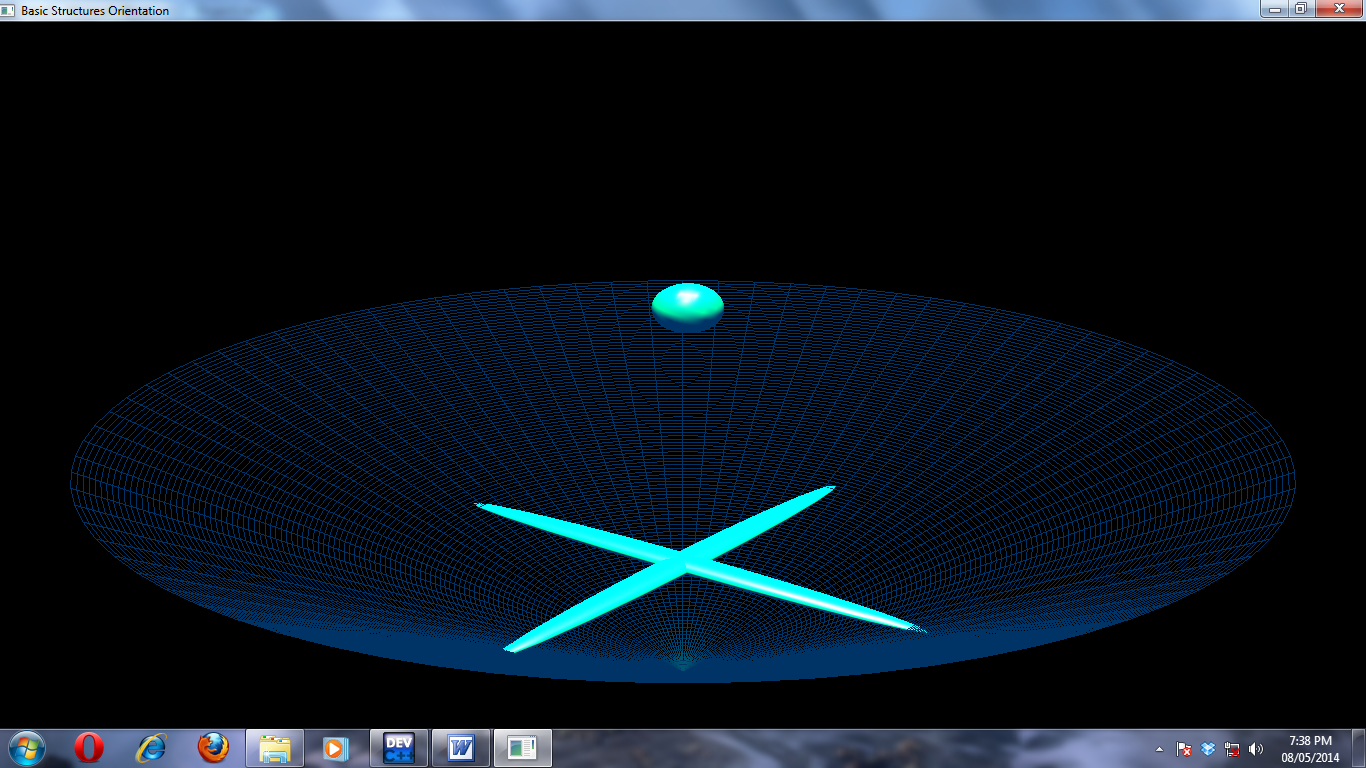 Basic Structures Orientation
DEV
C++
W
7:38 PM
08/05/2014